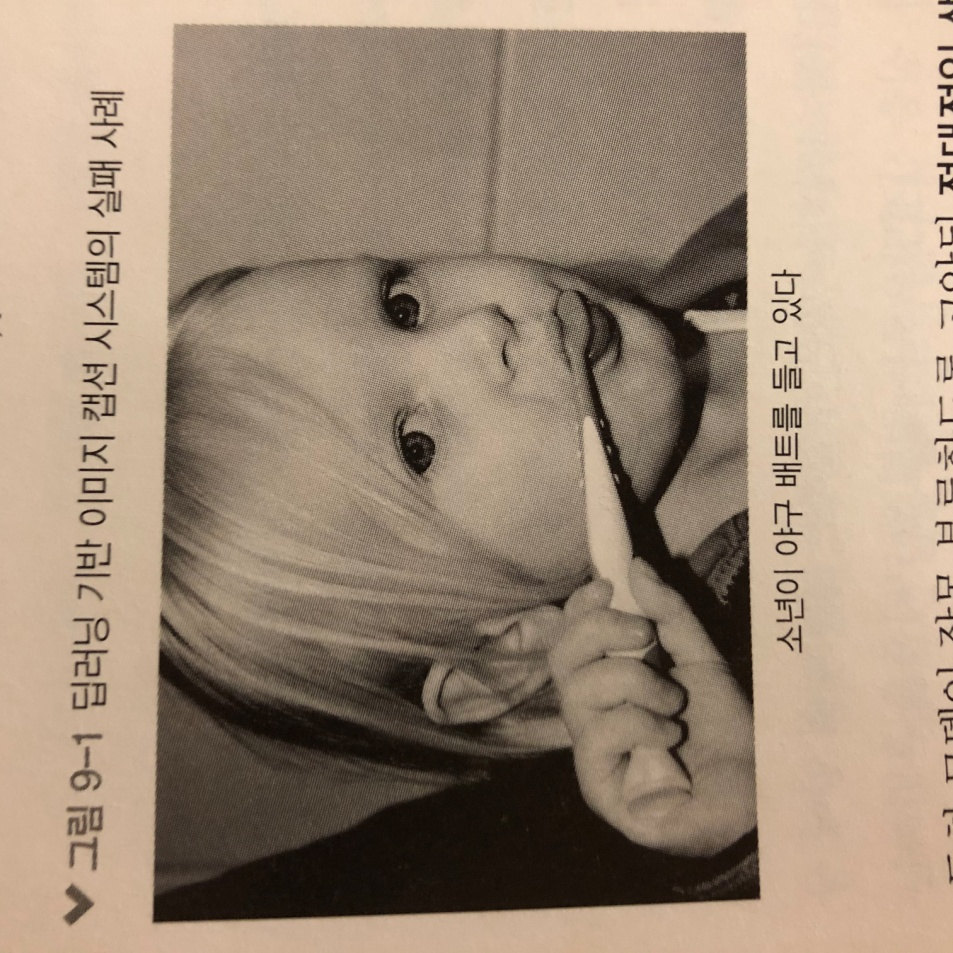 그림 9-1 딥러닝 기반 이미지 캡션 시스템의 실패 사례
소년이 야구 배트를 들고 있다